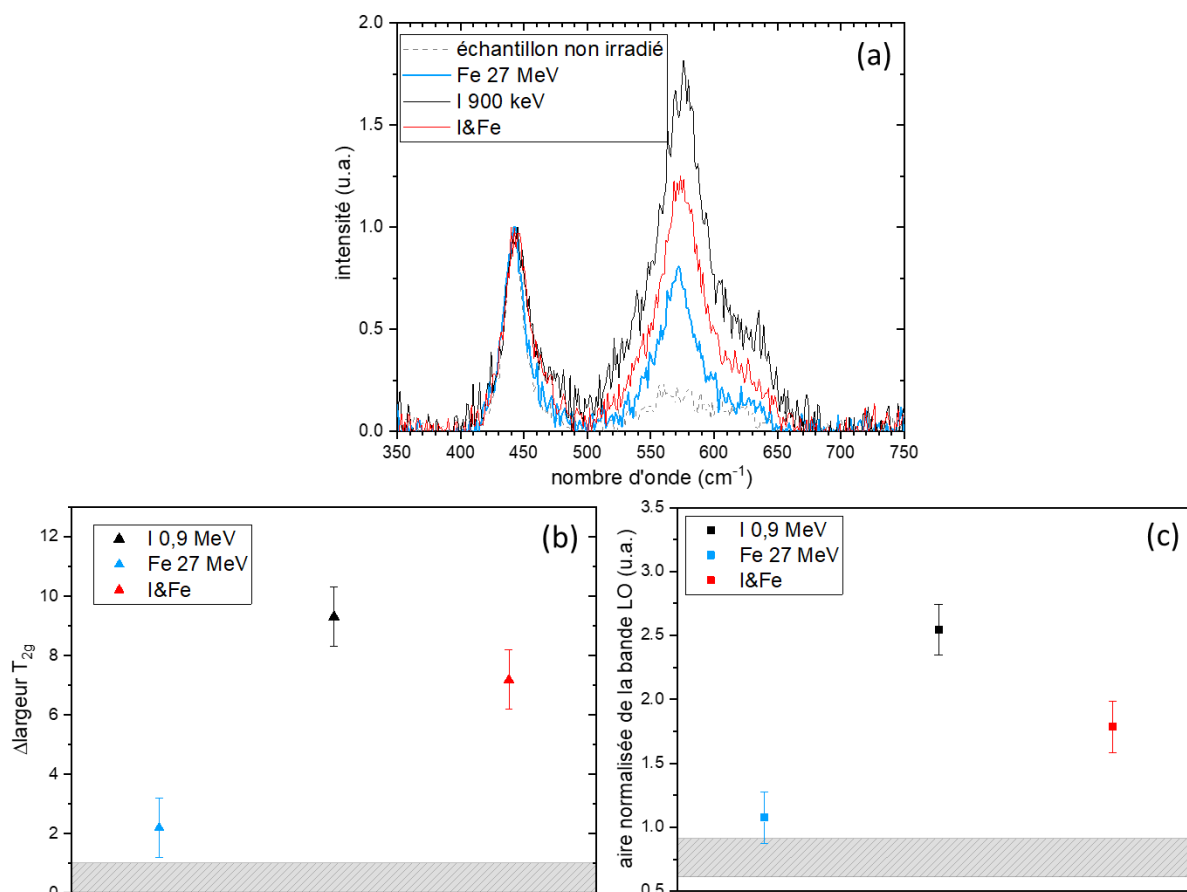 (a)
échantillon non irradié
Fe 27 MeV
I 900 keV
I&Fe
intensité (u.a.)
2.0
1.5
1.0
0.5
0.0
350 400 450 500 550 600 650 700 750
nombre d'onde (cm⁻¹)
(b)
I 0,9 MeV
Fe 27 MeV
I&Fe
Δlargeur T₂g
12
10
8
6
4
2
0
(c)
I 0,9 MeV
Fe 27 MeV
I&Fe
aire normalisée de la bande LO (u.a.)
3.5
3.0
2.5
2.0
1.5
1.0
0.5